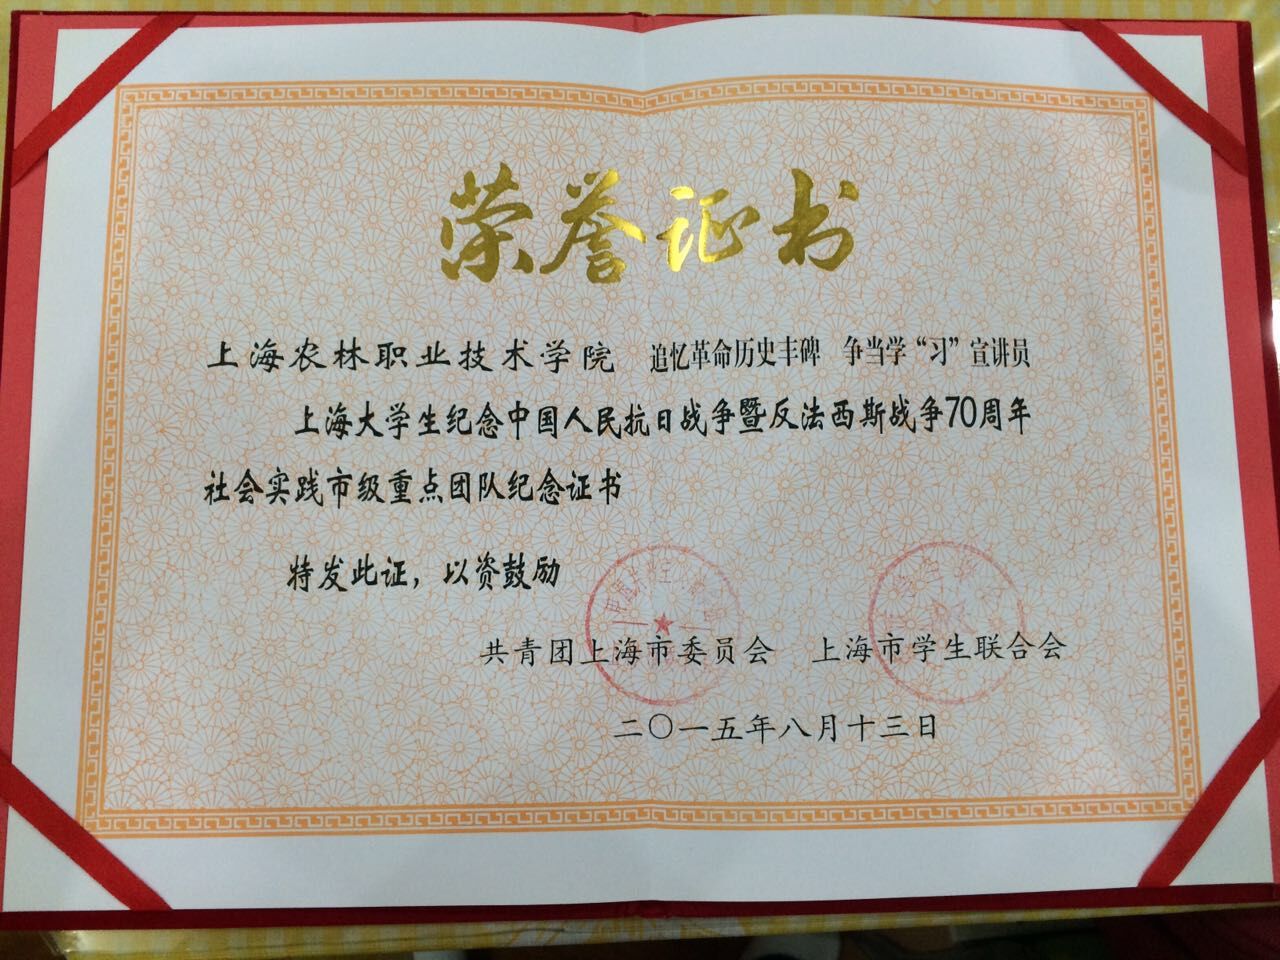 荣誉证书
上海农林职业技术学院 追忆革命历史丰碑 争当学“习”宣讲员
上海大学生纪念中国人民抗日战争暨反法西斯战争70周年
社会实践市级重点团队纪念证书
特发此证，以资鼓励
共青团上海市委员会 上海市学生联合会
二〇一五年八月十三日